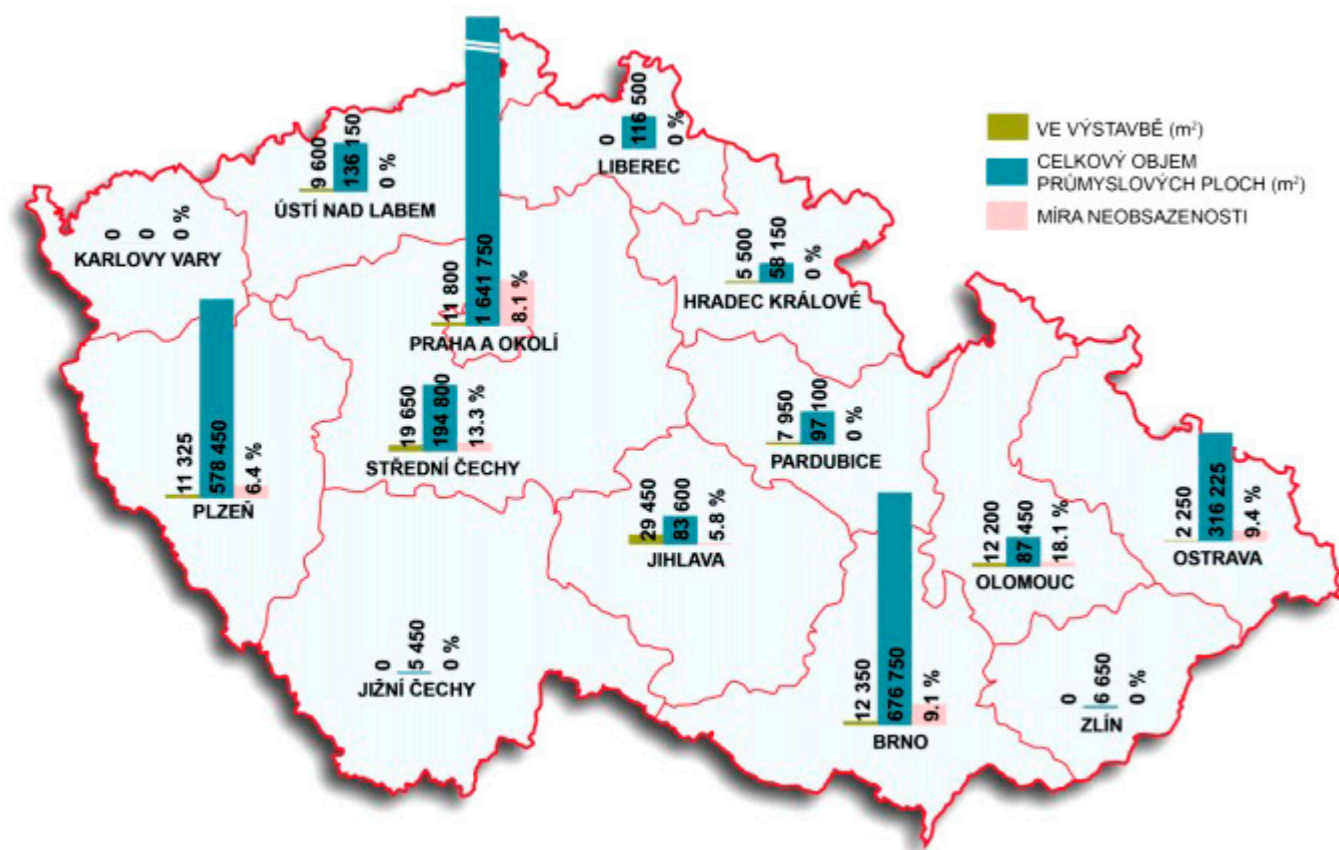 VE VÝSTAVBĚ (m²)
CELKOVÝ OBJEM
PRŮMYSLOVÝCH PLOCH (m²)
MÍRA NEOBSAZENOSTI
0
116 500
0 %
LIBEREC
9 600
136 150
0 %
ÚSTÍ NAD LABEM
0
0
0 %
KARLOVY VARY
5 500
58 150
0 %
HRADEC KRÁLOVÉ
11 800
1 641 750
8.1 %
PRAHA A OKOLÍ
19 650
194 800
13.3 %
STŘEDNÍ ČECHY
7 950
97 100
0 %
PARDUBICE
11 325
578 450
6.4 %
PLZEŇ
29 450
83 600
5.8 %
JIHLAVA
12 200
87 450
18.1 %
OLOMOUC
2 250
316 225
9.4 %
OSTRAVA
0
5 450
0 %
JIŽNÍ ČECHY
12 350
676 750
9.1 %
BRNO
0
6 650
0 %
ZLÍN